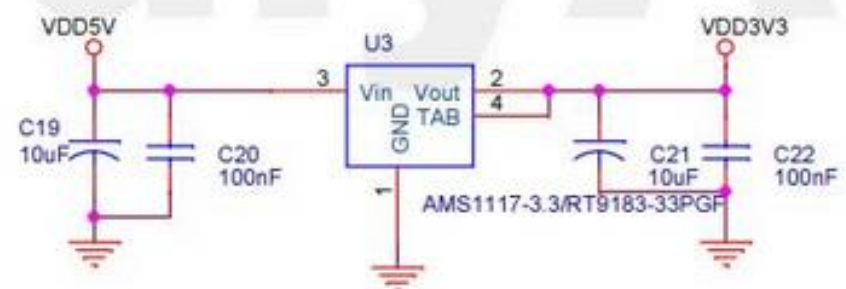 VDD5V
VDD3V3
U3
3
Vin
Vout
2
TAB
4
GND
1
C19
10uF
C20
100nF
C21
10uF
C22
100nF
AMS1117-3.3/RT9183-33PGF